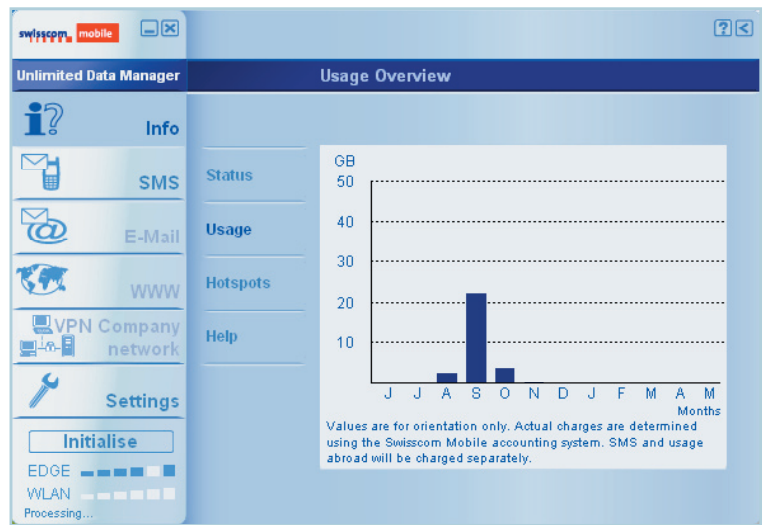 swisscom mobile
Unlimited Data Manager
Usage Overview
Info
SMS
E-Mail
WWW
VPN Company
network
Settings
Initialise
EDGE
WLAN
Processing...
Status
Usage
Hotspots
Help
GB
50
40
30
20
10
J J A S O N D J F M A M
Months
Values are for orientation only. Actual charges are determined
using the Swisscom Mobile accounting system. SMS and usage
abroad will be charged separately.